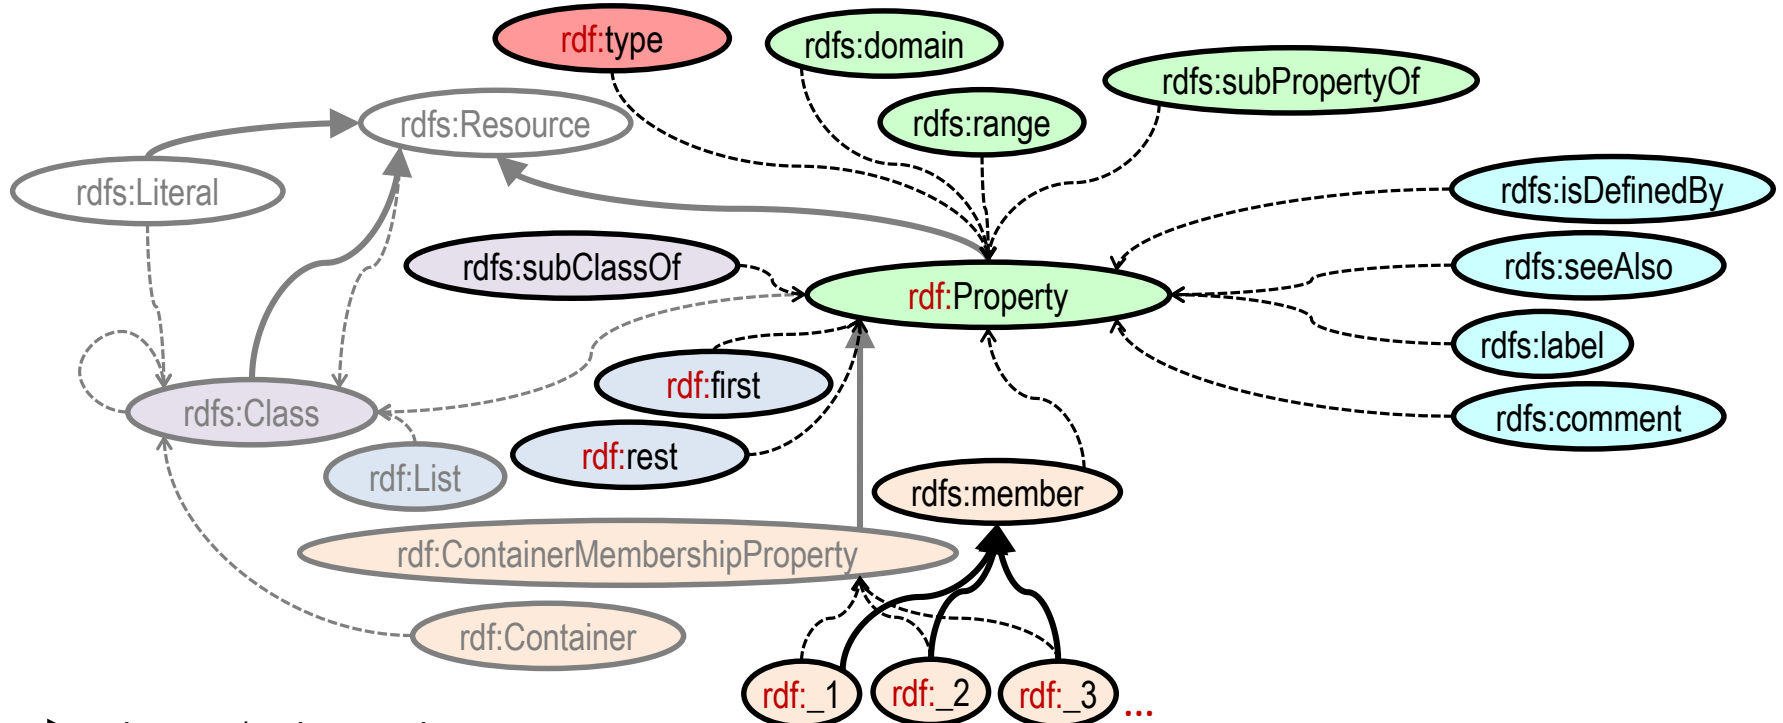 rdf:type
rdfs:domain
rdfs:subPropertyOf
rdfs:Resource
rdfs:range
rdfs:Literal
rdfs:isDefinedBy
rdfs:subClassOf
rdfs:seeAlso
rdf:Property
rdfs:label
rdf:first
rdfs:Class
rdfs:comment
rdf:rest
rdf:List
rdfs:member
rdf:ContainerMembershipProperty
rdf:Container
rdf:_1
rdf:_2
rdf:_3
...